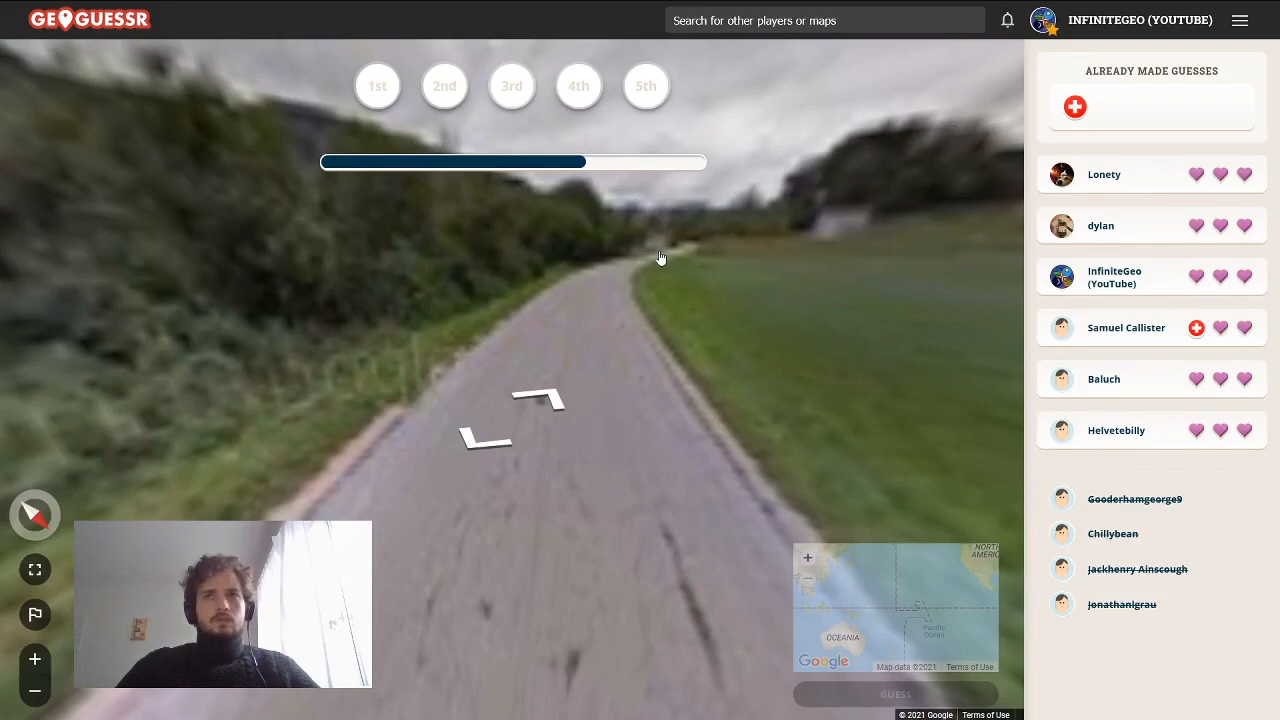 GEOGUESSR
Search for other players or maps
INFINITEGEO (YOUTUBE)
1st
2nd
3rd
4th
5th
ALREADY MADE GUESSES
Lonety
dylan
InfiniteGeo
(YouTube)
Samuel Callister
Baluch
Helvetebilly
Gooderhamgeorge9
Chillybean
Jackhenry Ainscough
Jonathanlgrau
NORTH
AMERIC
Pacific
Ocean
OCEANIA
Google
Map data ©2021
Terms of Use
GUESS
© 2021 Google
Terms of Use